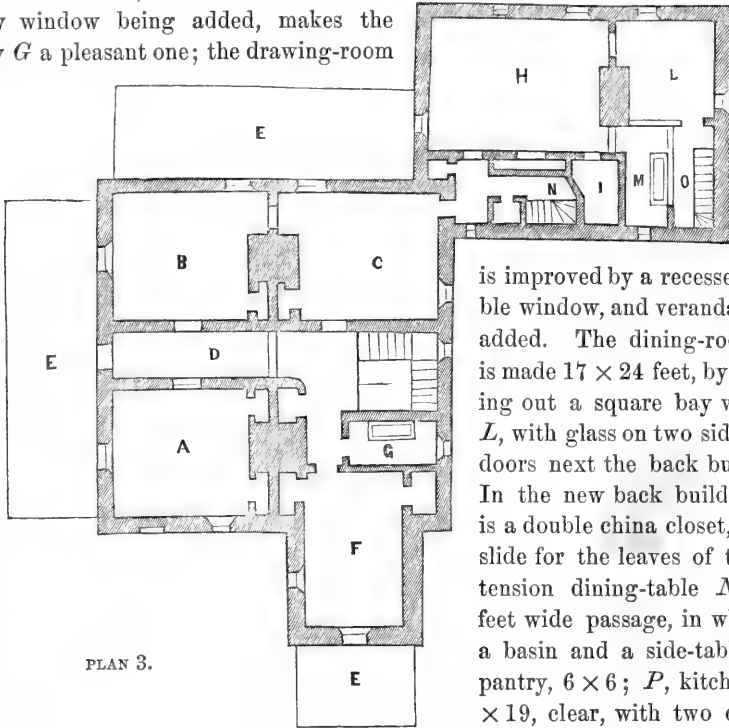 y window being added, makes the
y G a pleasant one; the drawing-room
H
L
E
M
O
N
I
B
C
E
D
A
G
F
E
PLAN 3.
is improved by a recesse
ble window, and veranda
added. The dining-roo
is made 17 × 24 feet, by
ing out a square bay w
L, with glass on two sid
doors next the back bu
In the new back build
is a double china closet,
slide for the leaves of t
tension dining-table
feet wide passage, in w
a basin and a side-tabl
pantry, 6 × 6; P, kitch
× 19, clear, with two